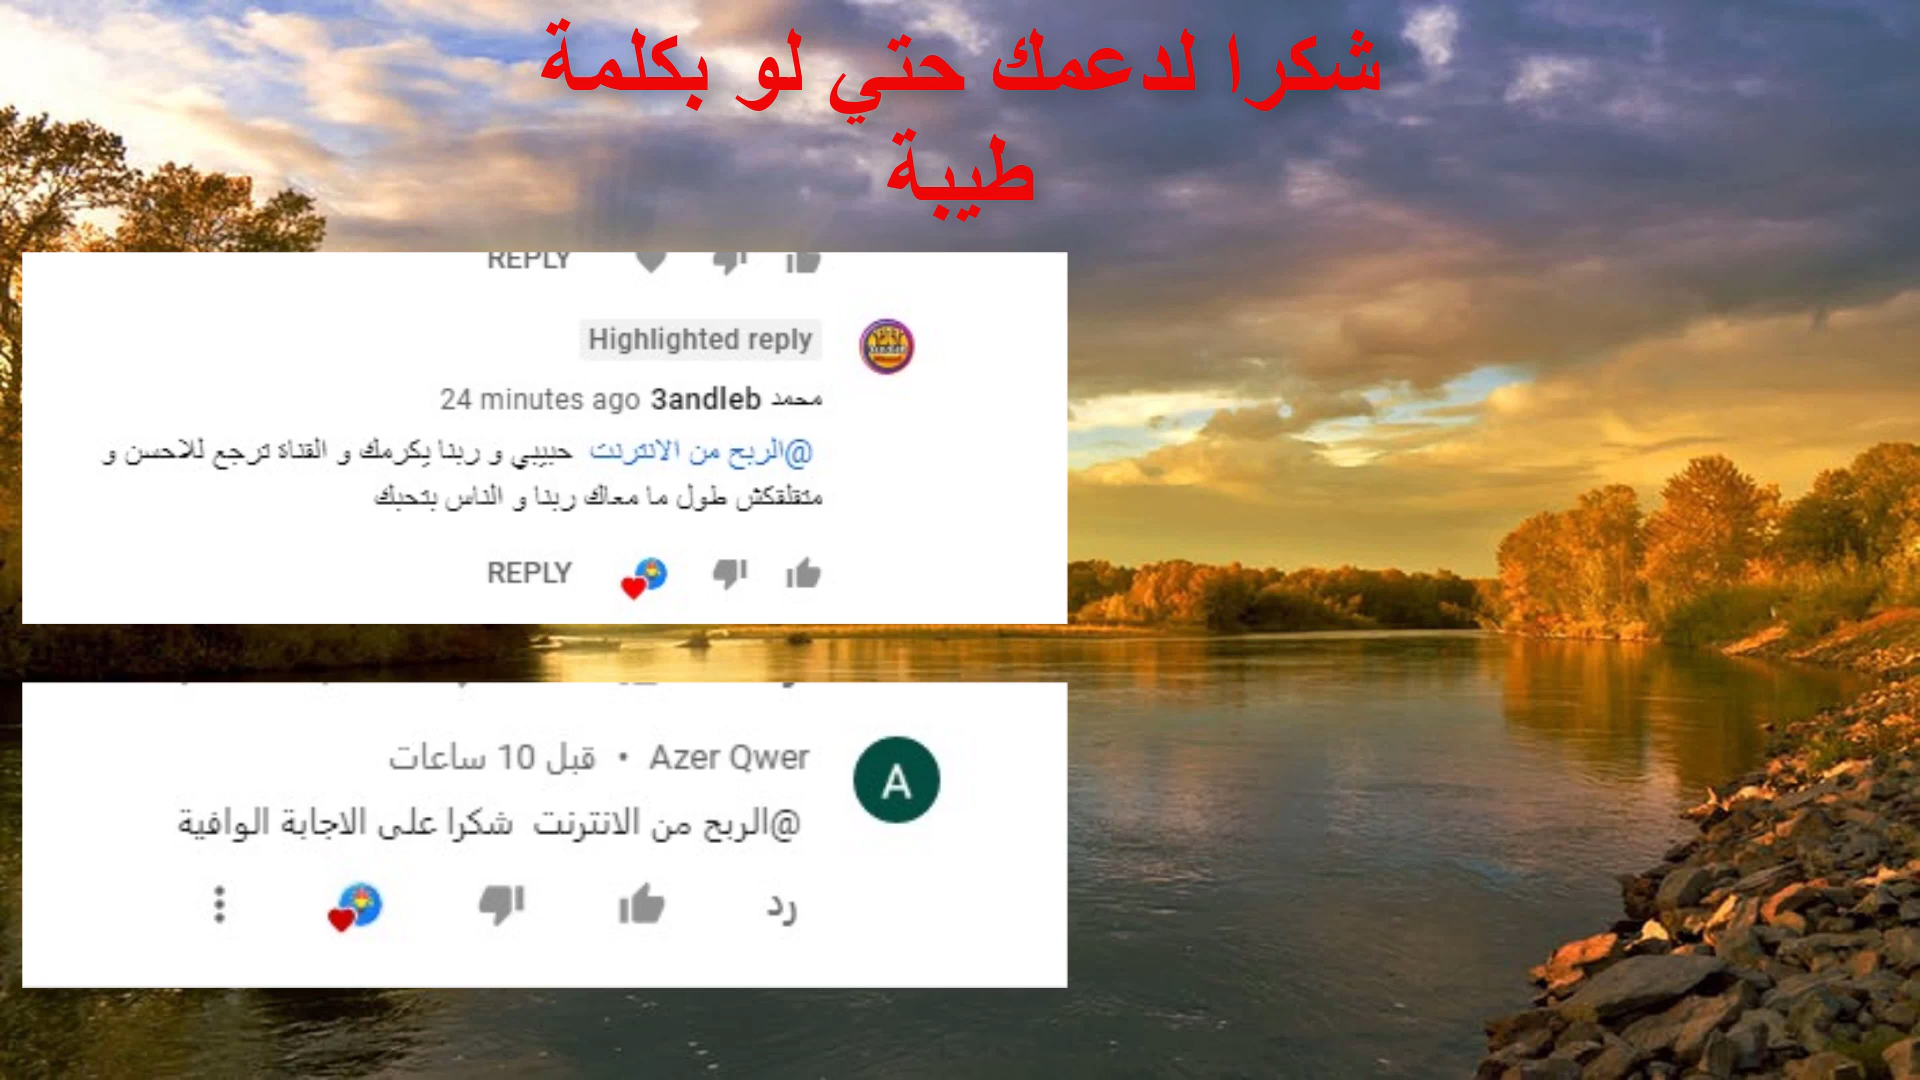 شكرا لدعمك حتي لو بكلمة
طيبة
REPLY
Highlighted reply
محمد 3andleb 24 minutes ago
@الربح من الانترنت حبيبي و ربنا يكرمك و القناة ترجع للاحسن و
متقلقكش طول ما معاك ربنا و الناس بتحبك
REPLY
Azer Qwer • قبل 10 ساعات
A
@الربح من الانترنت شكرا على الاجابة الوافية
رد